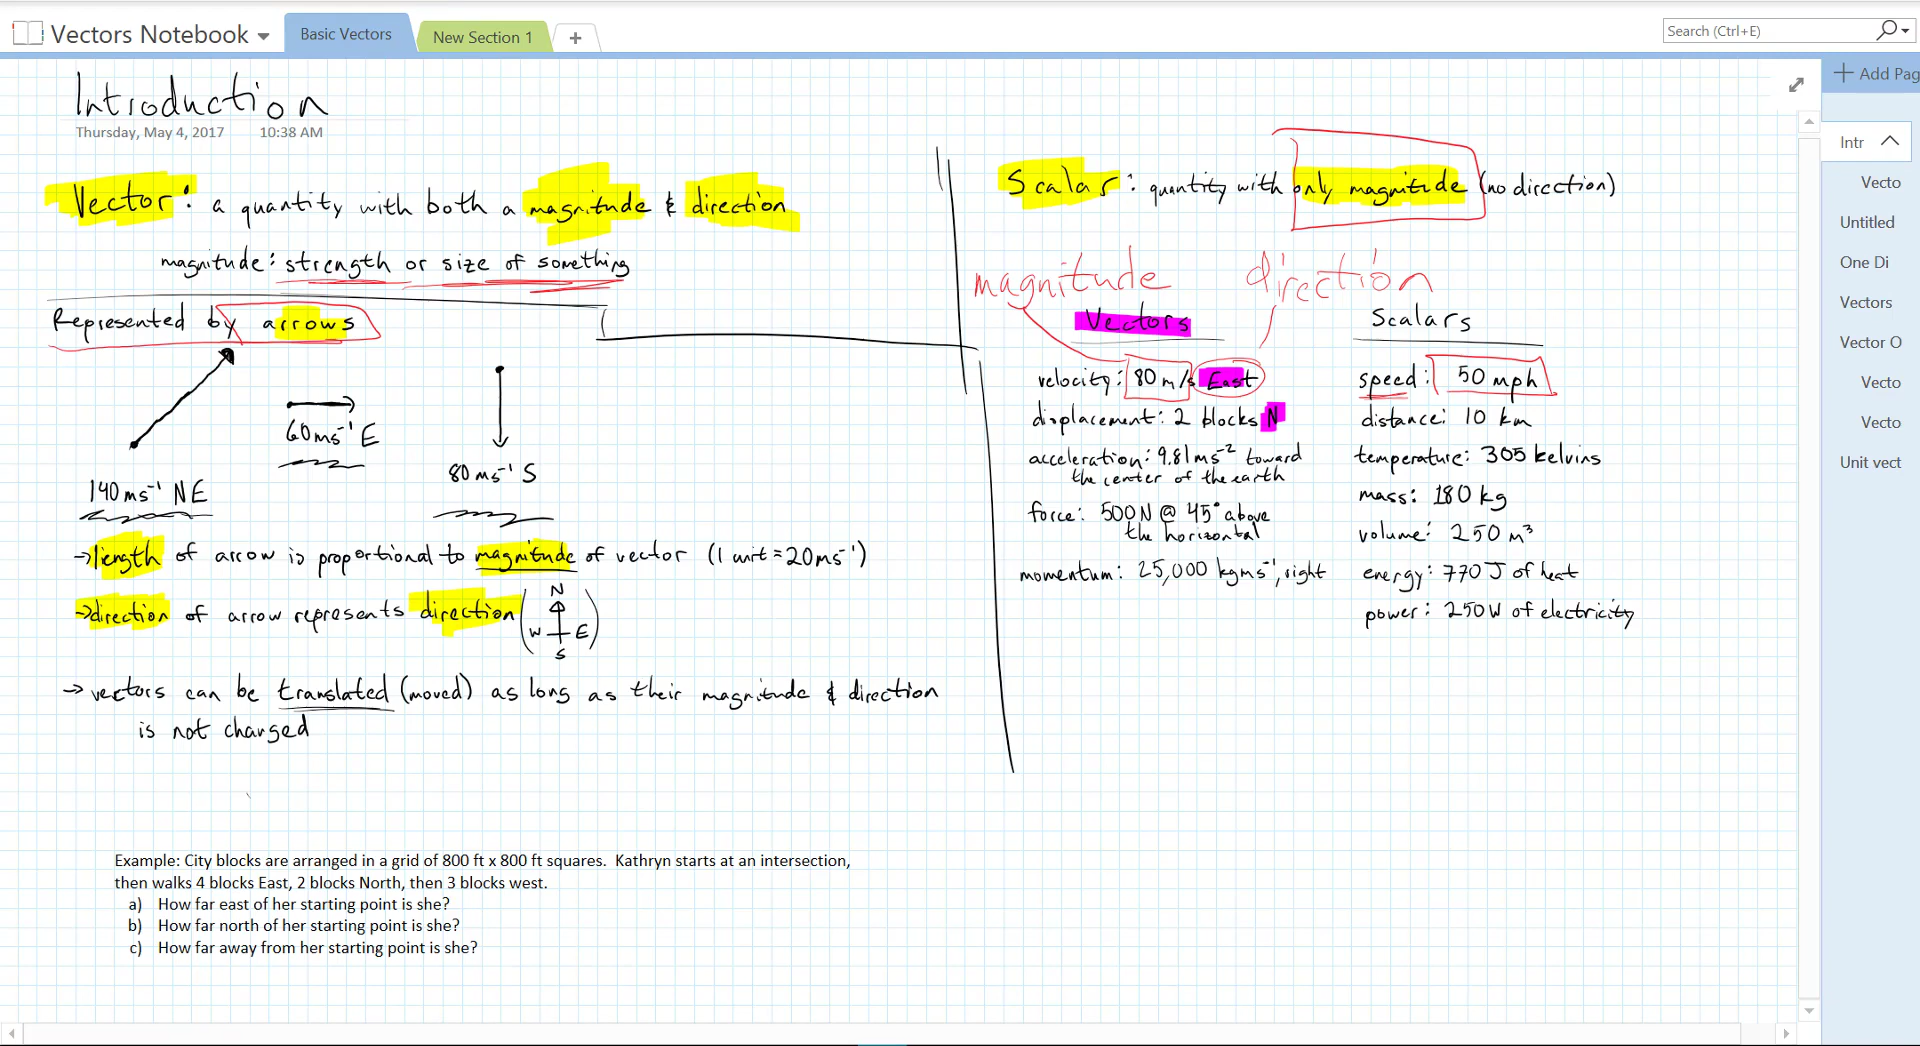 Vectors Notebook
Basic Vectors
New Section 1
Search (Ctrl+E)
Add Pag
Introduction
Thursday, May 4, 2017 10:38 AM
Vector: a quantity with both a magnitude & direction
magnitude: strength or size of something
Represented by arrows
140ms⁻¹ NE
60ms⁻¹ E
80ms⁻¹ S
→length of arrow is proportional to magnitude of vector (1 unit = 20ms⁻¹)
→direction of arrow represents direction
N
W E
S
→ vectors can be translated (moved) as long as their magnitude & direction
is not changed
Example: City blocks are arranged in a grid of 800 ft x 800 ft squares. Kathryn starts at an intersection,
then walks 4 blocks East, 2 blocks North, then 3 blocks west.
a) How far east of her starting point is she?
b) How far north of her starting point is she?
c) How far away from her starting point is she?
Scalar: quantity with only magnitude (no direction)
magnitude direction
Vectors
velocity: 80 m/s East
displacement: 2 blocks N
acceleration: 9.81ms⁻² toward
the center of the earth
force: 500N @ 45° above
the horizontal
momentum: 25,000 kgms⁻¹, right
Scalars
speed: 50 mph
distance: 10 km
temperature: 305 kelvins
mass: 180 kg
volume: 250 m³
energy: 770 J of heat
power: 250W of electricity
Intr
Vecto
Untitled
One Di
Vectors
Vector O
Vecto
Vecto
Unit vect